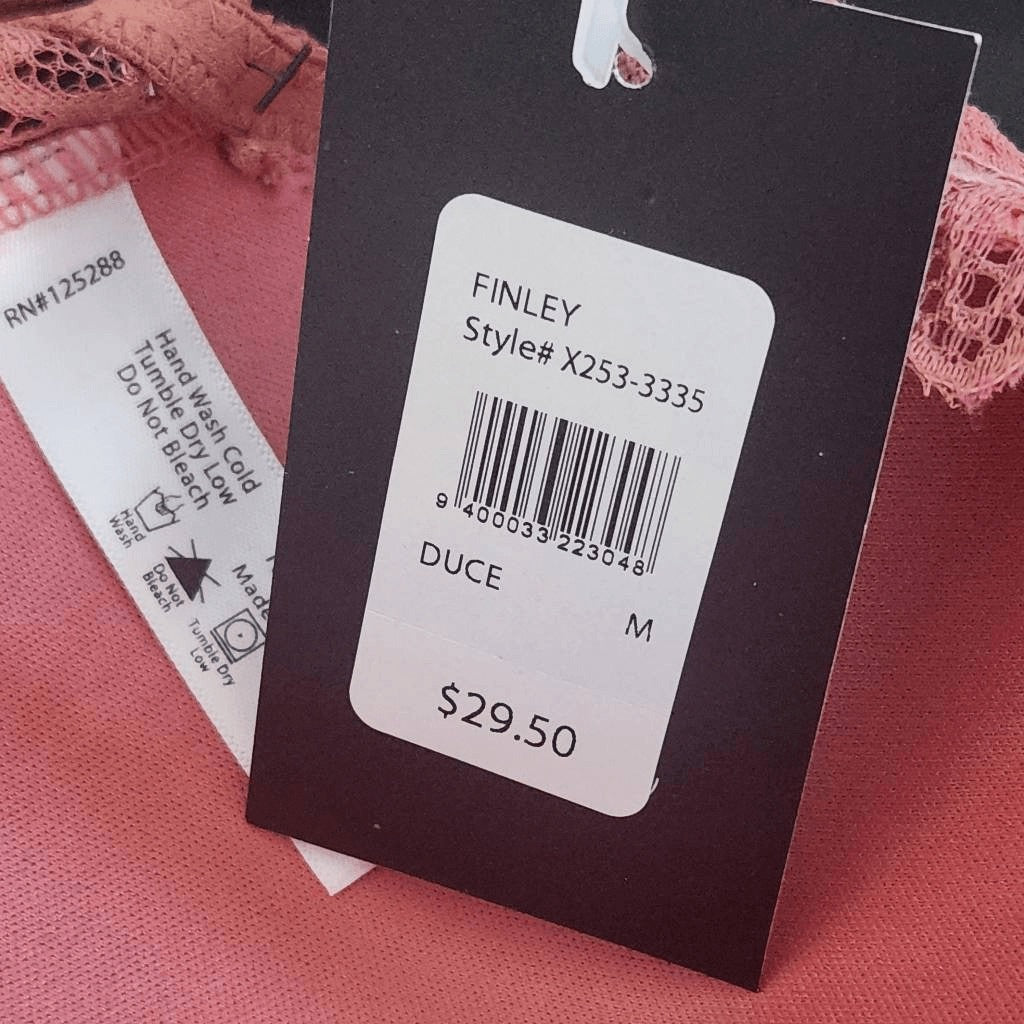 RN#125288
Hand Wash Cold
Tumble Dry Low
Do Not Bleach
Hand
Wash
Do Not
Bleach
Tumble Dry
Low
Made
FINLEY
Style# X253-3335
9 400033 223048
DUCE
M
$29.50